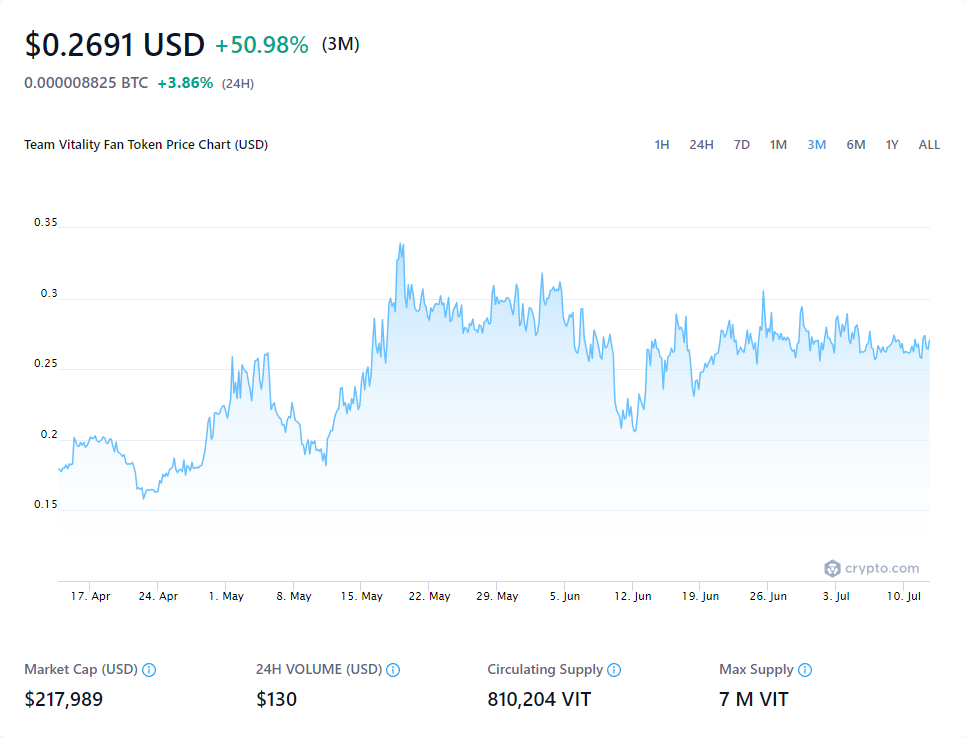 $0.2691 USD +50.98% (3M)
0.000008825 BTC +3.86% (24H)
Team Vitality Fan Token Price Chart (USD) 1H 24H 7D 1M 3M 6M 1Y ALL
0.35
0.3
0.25
0.2
0.15
crypto.com
17. Apr 24. Apr 1. May 8. May 15. May 22. May 29. May 5. Jun 12. Jun 19. Jun 26. Jun 3. Jul 10. Jul
Market Cap (USD) 24H VOLUME (USD) Circulating Supply Max Supply
$217,989 $130 810,204 VIT 7 M VIT